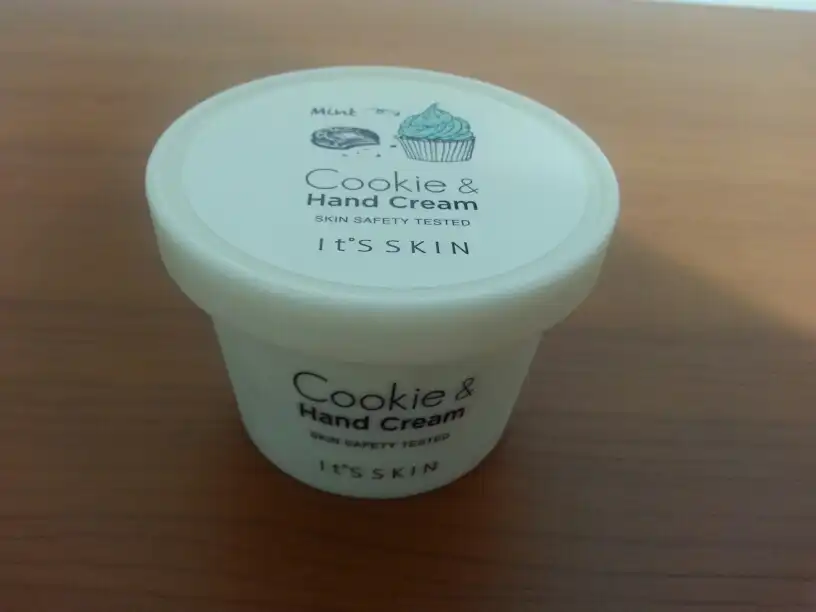 Mint
Cookie &
Hand Cream
SKIN SAFETY TESTED
It'S SKIN
Cookie &
Hand Cream
SKIN SAFETY TESTED
It'S SKIN